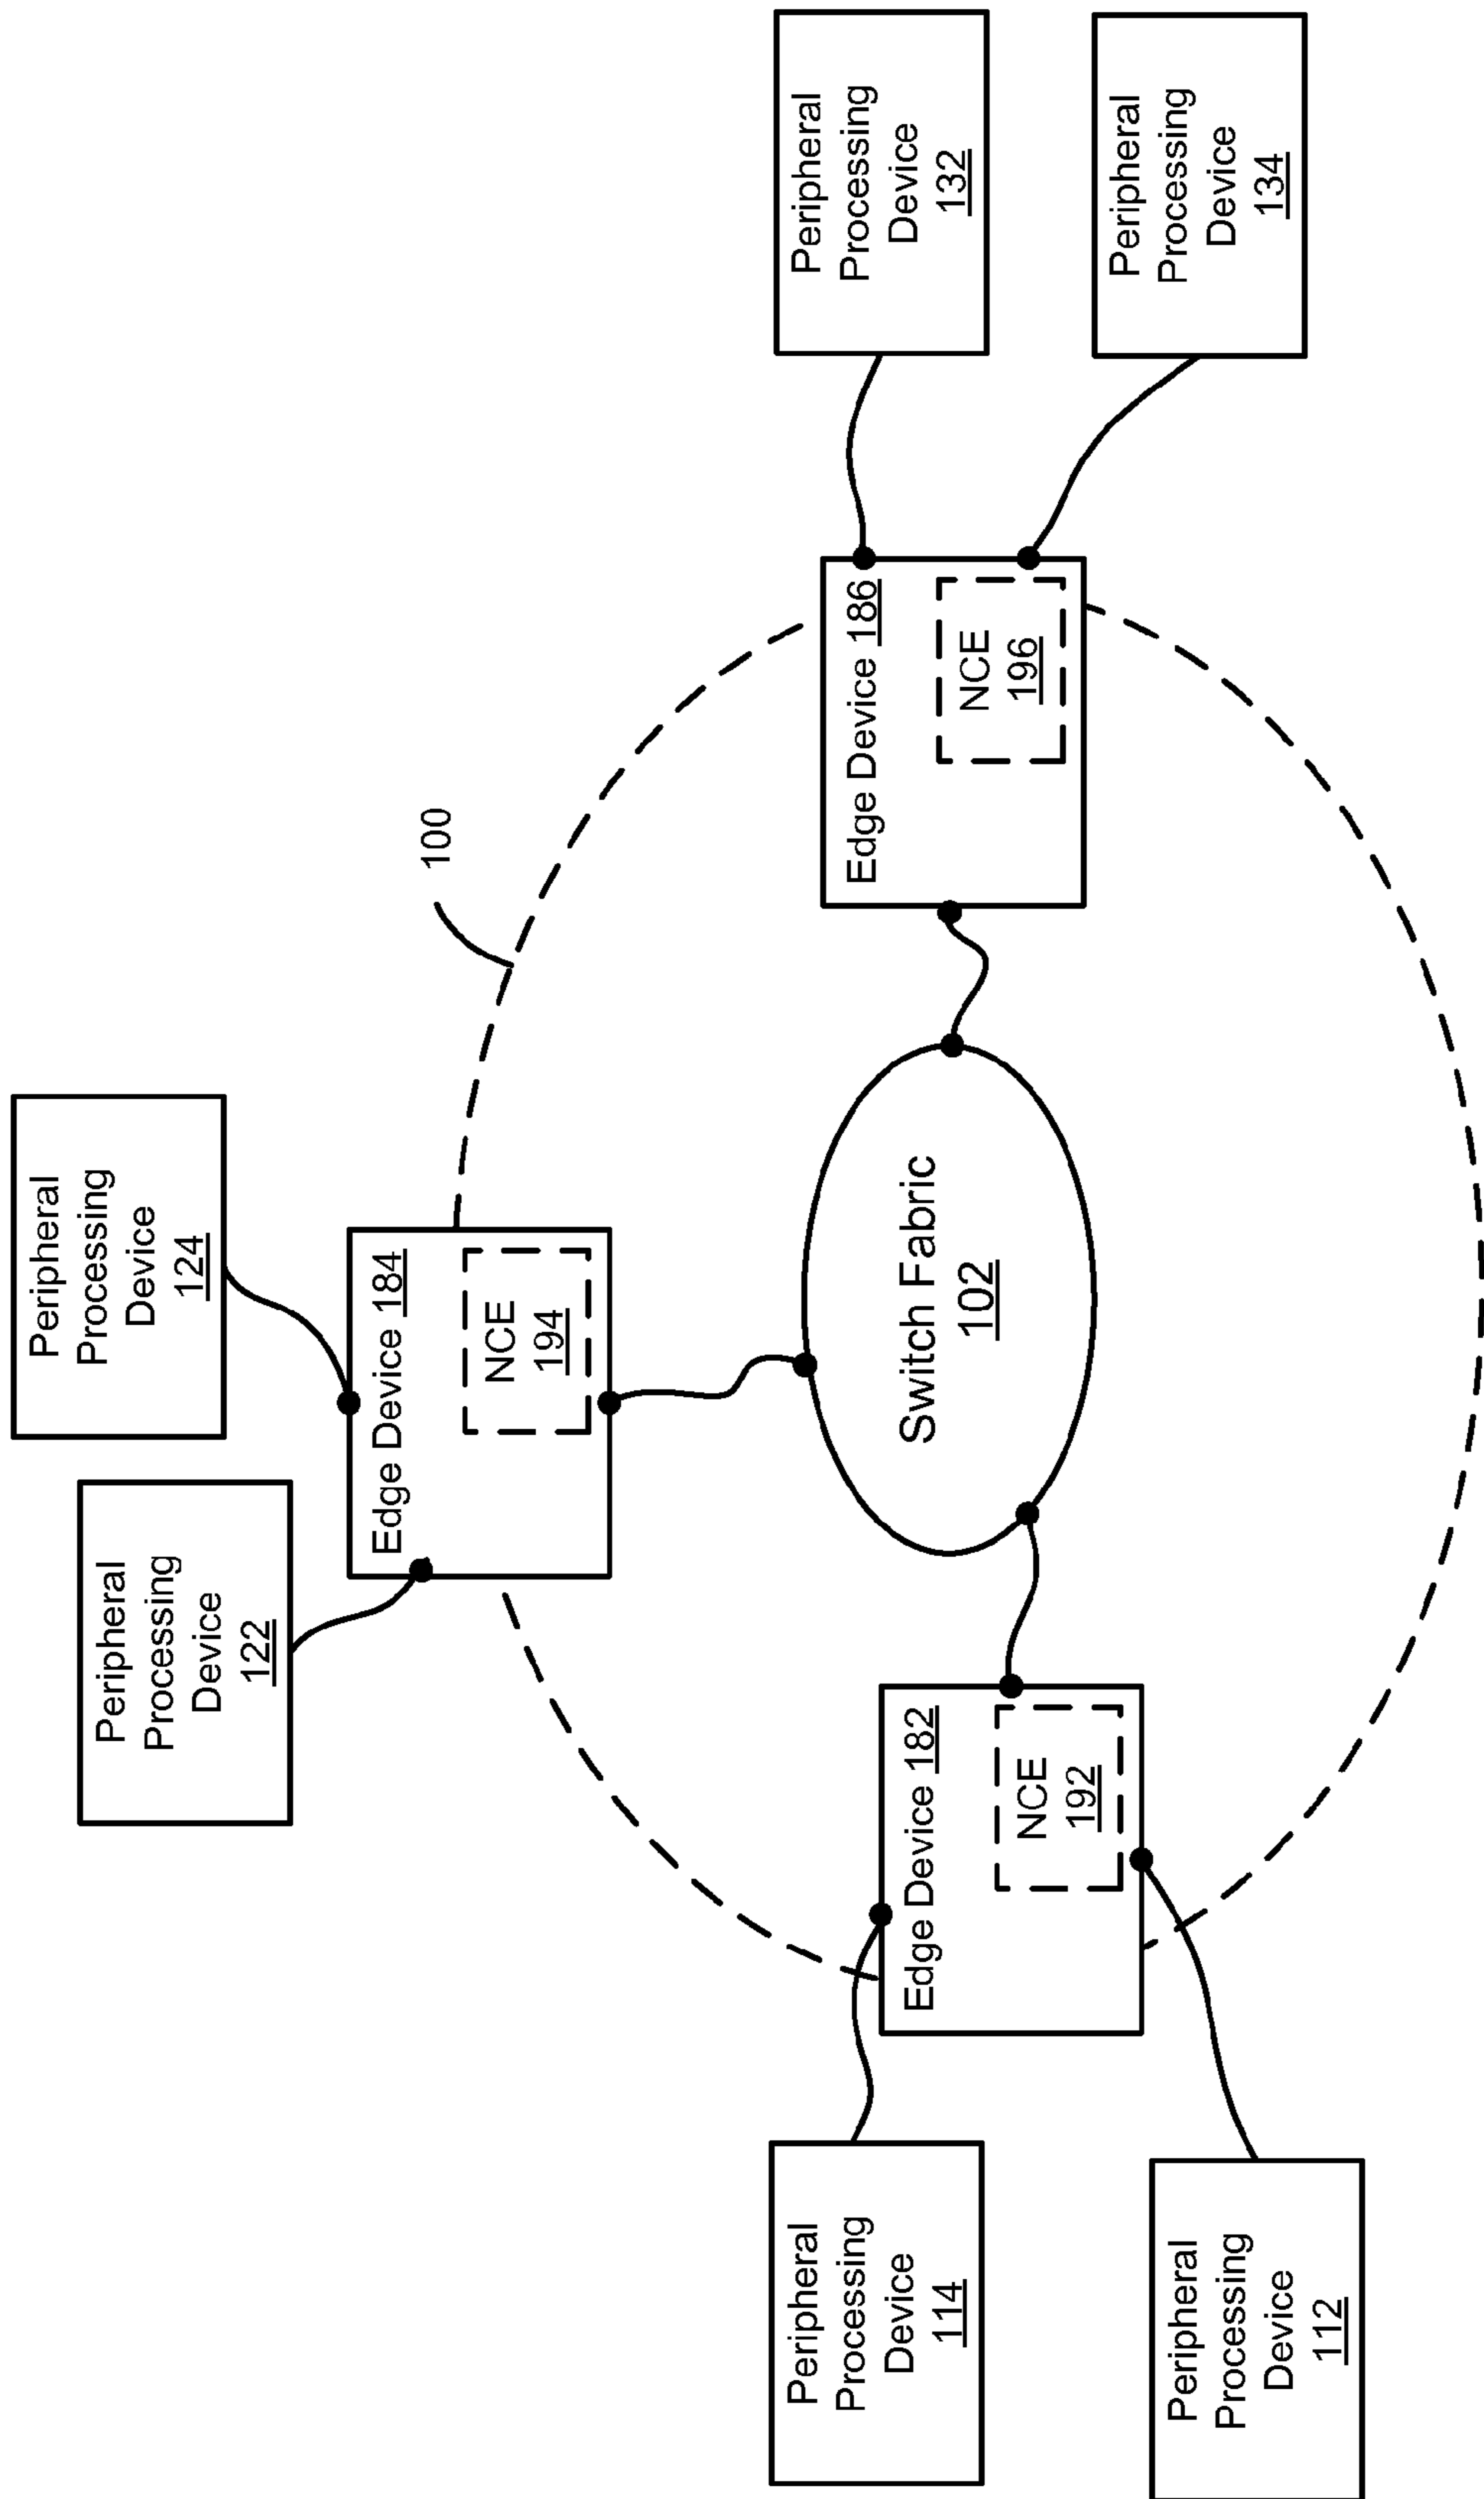 Peripheral
Processing
Device
114
Peripheral
Processing
Device
112
Peripheral
Processing
Device
122
Peripheral
Processing
Device
124
100
Edge Device 182
NCE
192
Edge Device 184
NCE
194
Switch Fabric
102
Edge Device 186
NCE
196
Peripheral
Processing
Device
132
Peripheral
Processing
Device
134